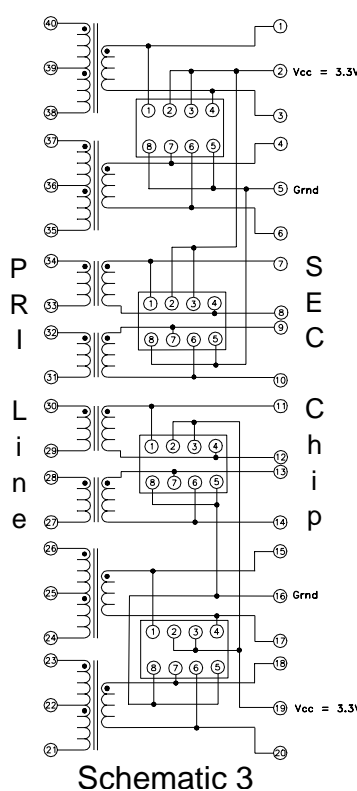 40
1
39
2 Vcc = 3.3V
38
3
1 2 3 4
37
4
8 7 6 5
36
5 Grnd
35
6
34
7
1 2 3 4
33
8
32
9
8 7 6 5
31
10
PRI
SEC
30
11
1 2 3 4
29
12
28
13
8 7 6 5
27
14
Line
Chip
26
15
25
16 Grnd
24
17
1 2 3 4
23
18
8 7 6 5
22
19 Vcc = 3.3V
21
20
Schematic 3